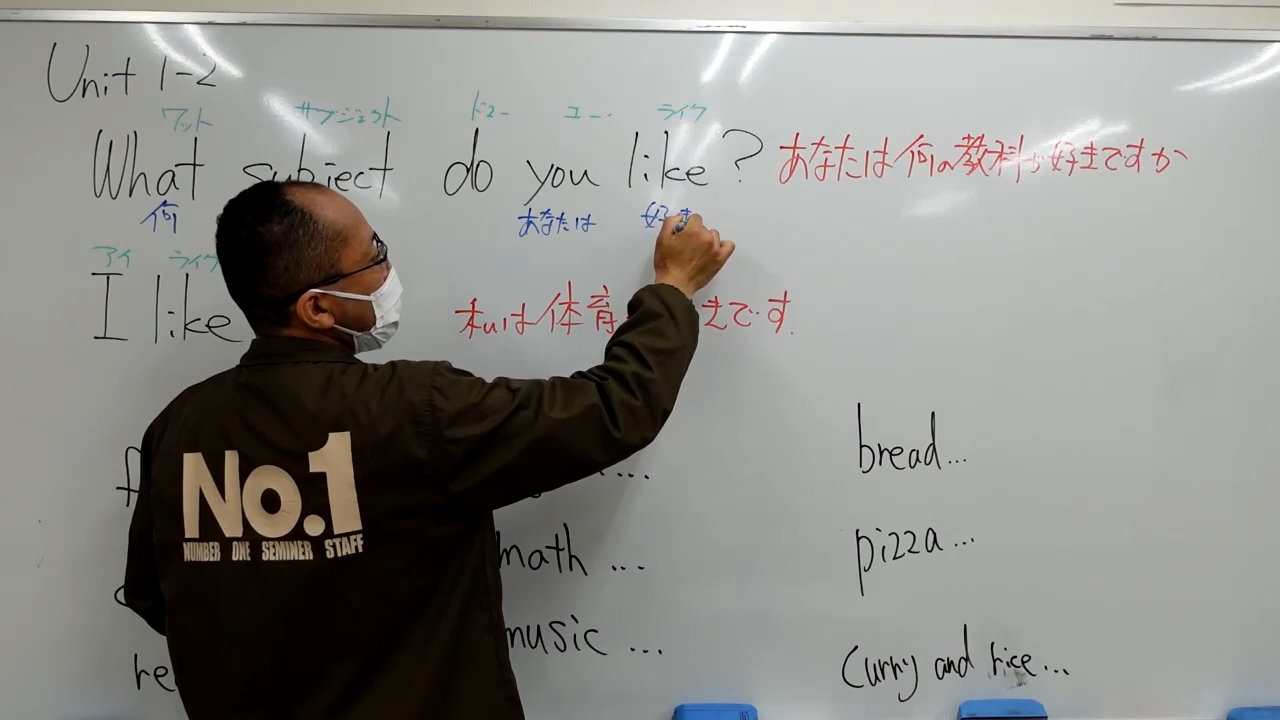 Unit 1-2
ワット サブジェクト ドゥー ユー ライク
What subject do you like? あなたは何の教科が好きですか
何 あなたは 好き
アイ ライク
I like 私は体育 きです
bread...
math ... pizza ...
music ... curry and rice...
No.1
NUMBER ONE SEMINER STAFF